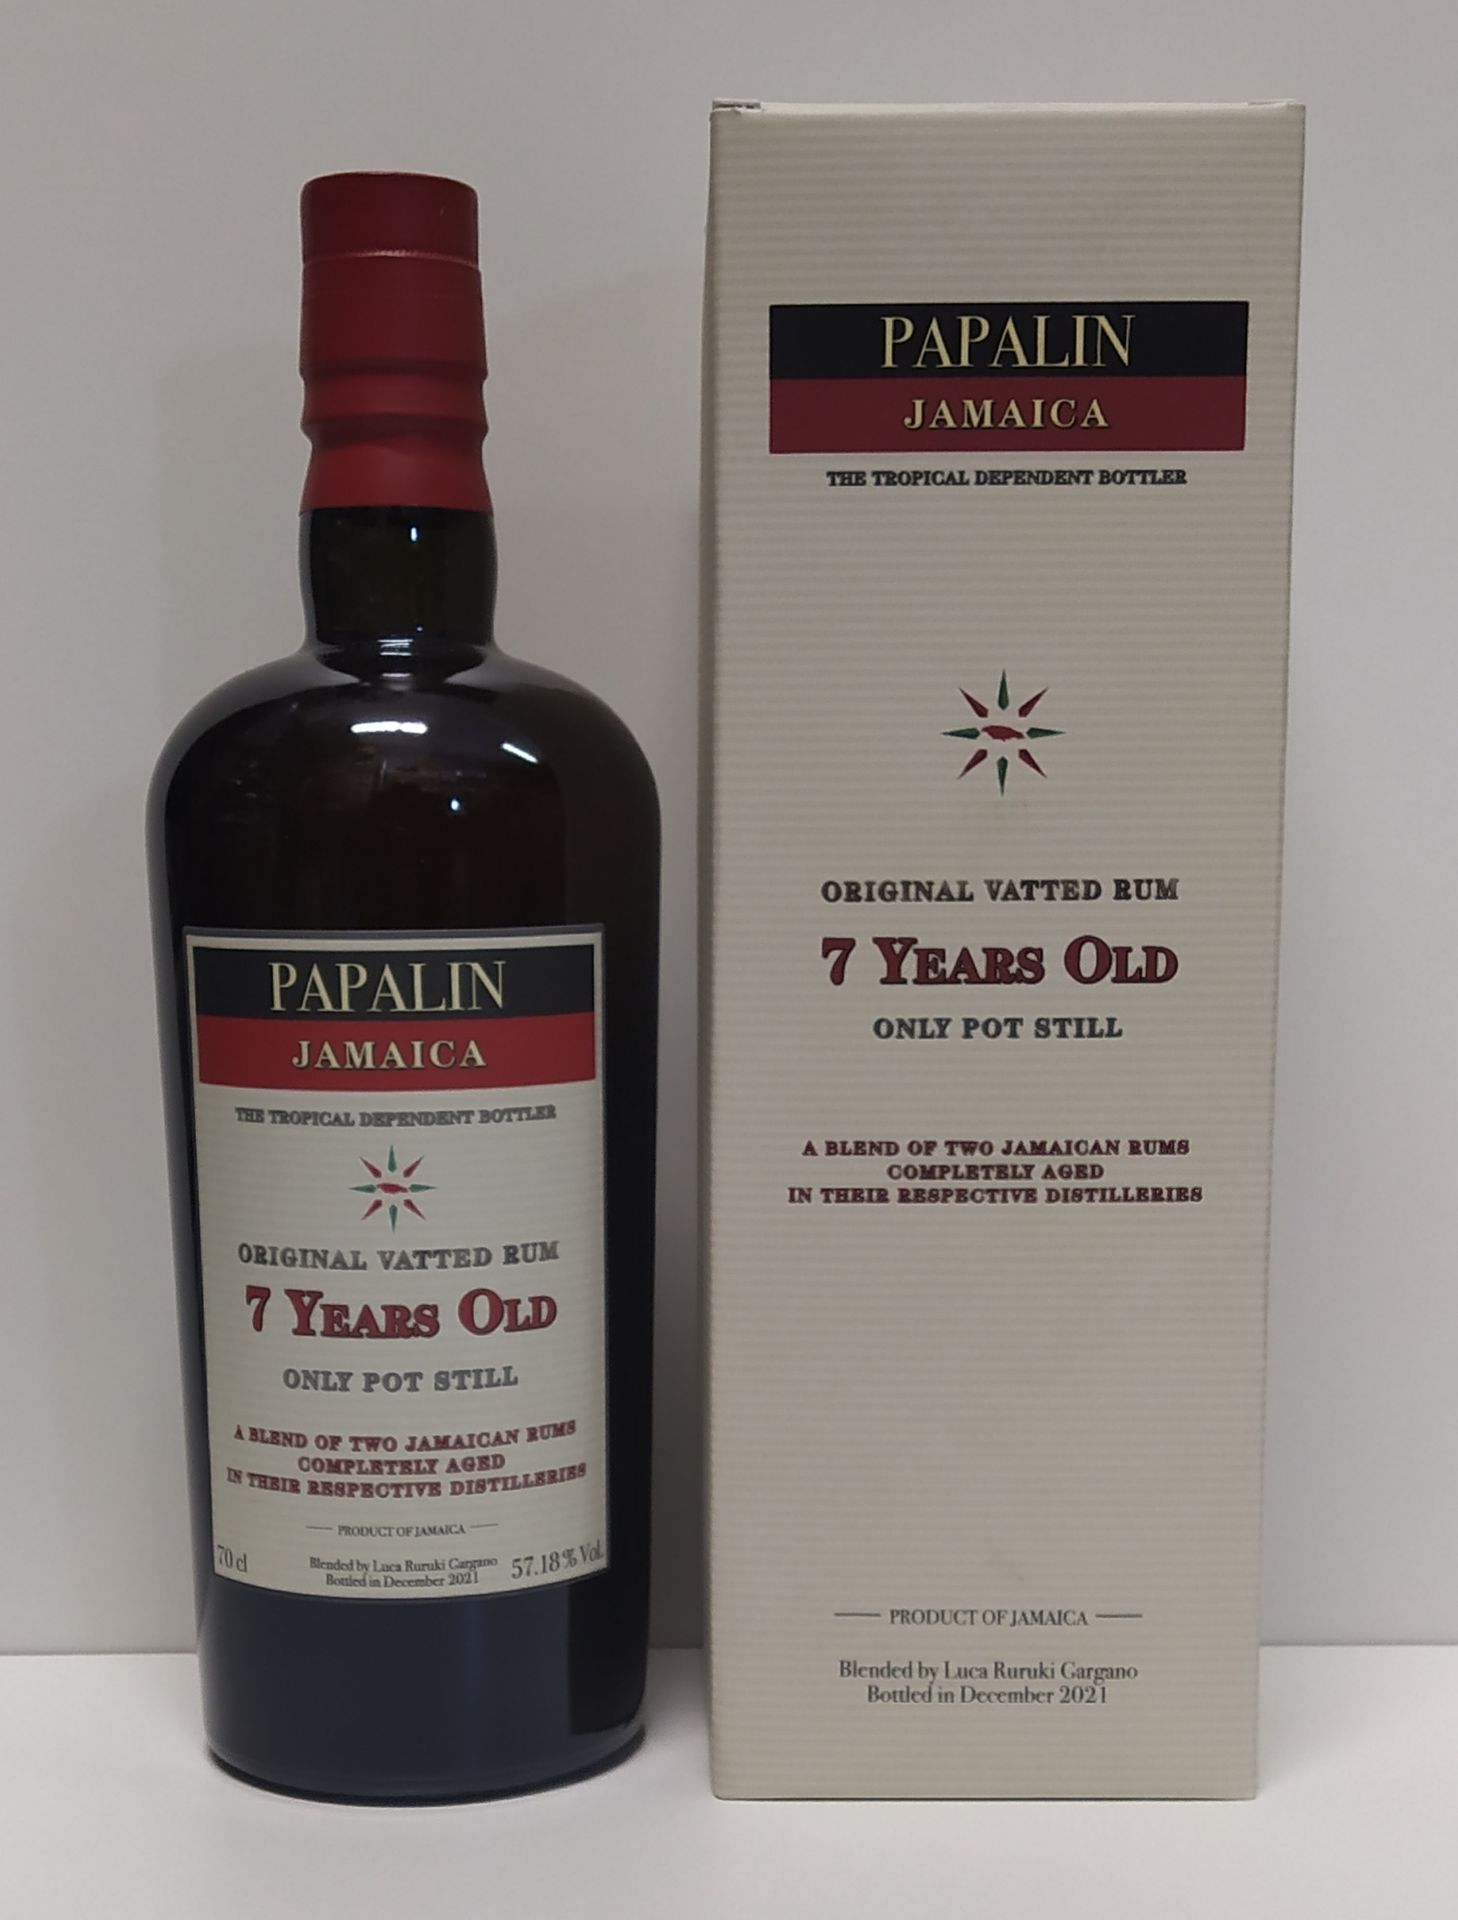 PAPALIN
JAMAICA
THE TROPICAL DEPENDENT BOTTLER
ORIGINAL VATTED RUM
7 YEARS OLD
ONLY POT STILL
A BLEND OF TWO JAMAICAN RUMS
COMPLETELY AGED
IN THEIR RESPECTIVE DISTILLERIES
PRODUCT OF JAMAICA
70 cl
Blended by Luca Ruruki Gargano
Bottled in December 2021
57.18% Vol.
PAPALIN
JAMAICA
THE TROPICAL DEPENDENT BOTTLER
ORIGINAL VATTED RUM
7 YEARS OLD
ONLY POT STILL
A BLEND OF TWO JAMAICAN RUMS
COMPLETELY AGED
IN THEIR RESPECTIVE DISTILLERIES
PRODUCT OF JAMAICA
Blended by Luca Ruruki Gargano
Bottled in December 2021